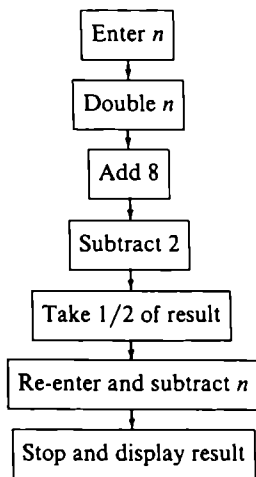 Enter n
Double n
Add 8
Subtract 2
Take 1/2 of result
Re-enter and subtract n
Stop and display result